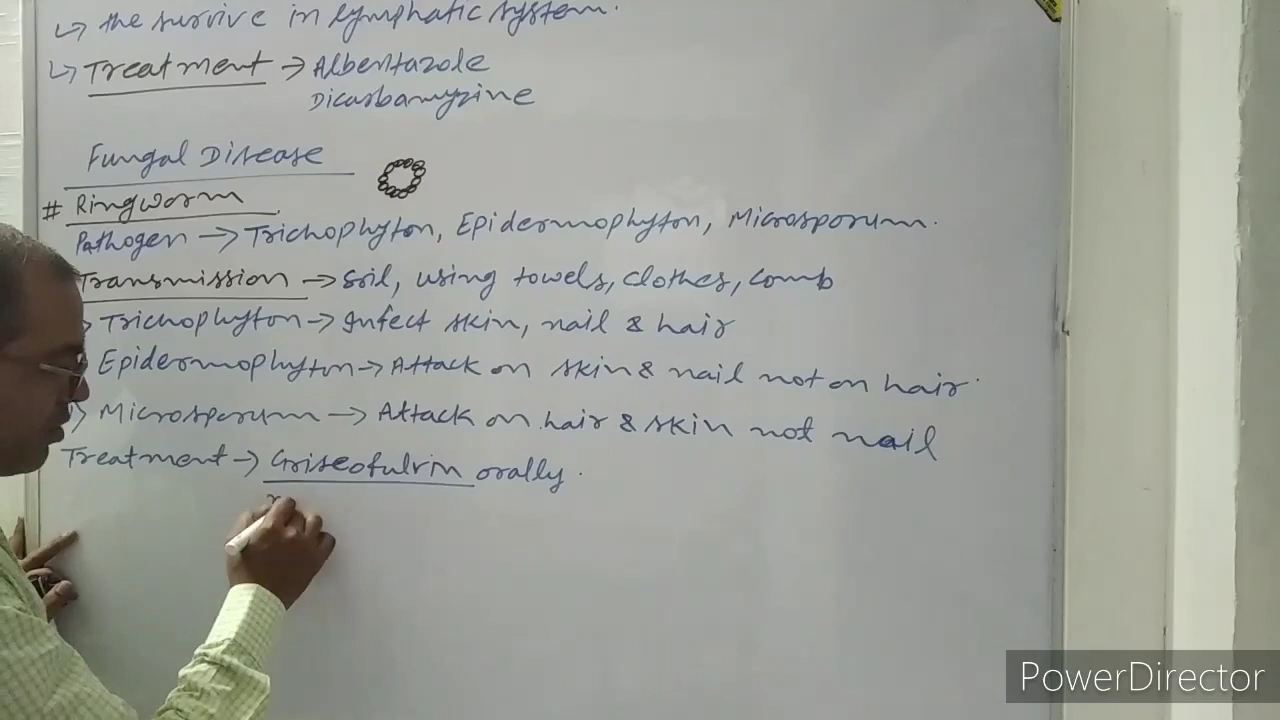 ↳ the survive in lymphatic system.
↳ Treatment → Albentazole
Dicarbamyzine
Fungal Disease
# Ringworm
Pathogen → Trichophyton, Epidermophyton, Microsporum.
Transmission → Soil, using towels, clothes, comb
Trichophyton → Infect skin, nail & hair
Epidermophyton → Attack on skin & nail not on hair.
Microsporum → Attack on hair & skin not nail
Treatment → Griseofulvin orally.
PowerDirector